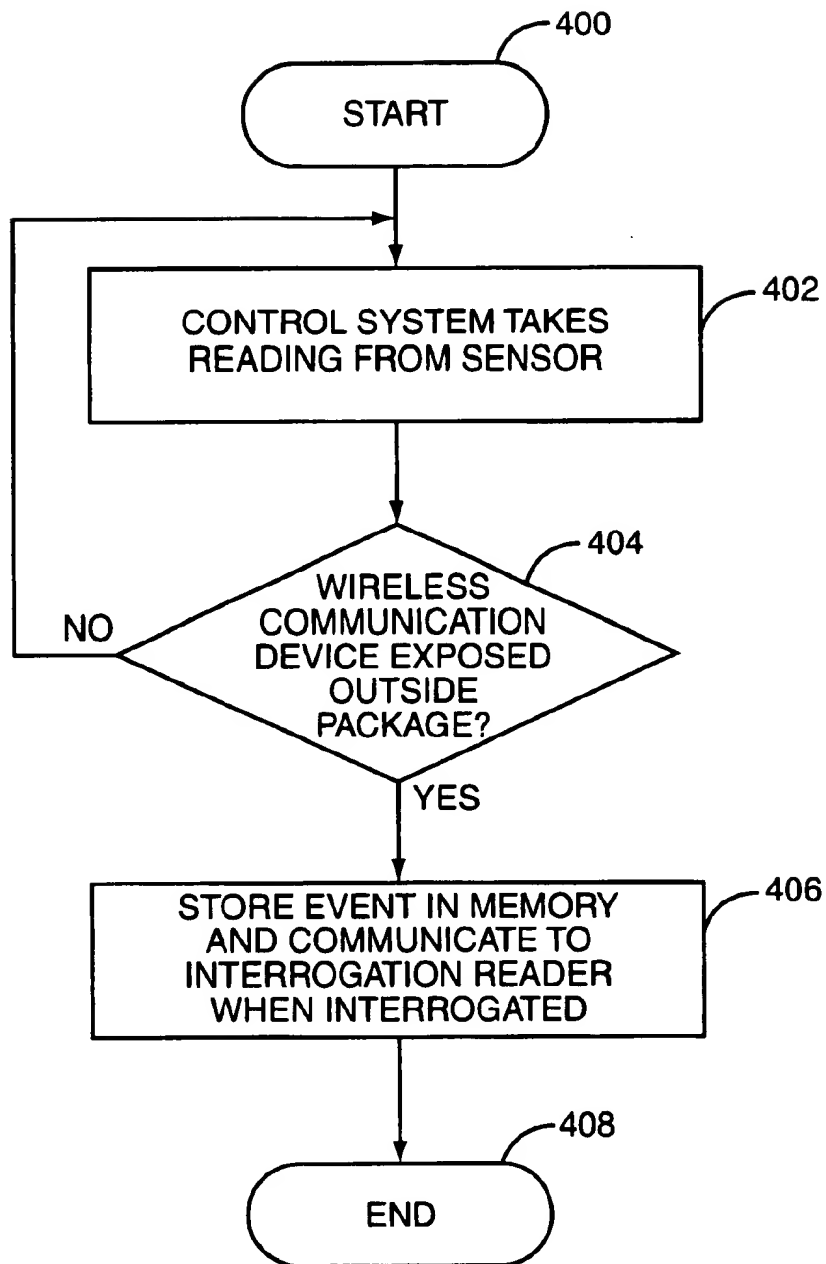 400
START
402
CONTROL SYSTEM TAKES
READING FROM SENSOR
404
WIRELESS
COMMUNICATION
DEVICE EXPOSED
OUTSIDE
PACKAGE?
NO
YES
406
STORE EVENT IN MEMORY
AND COMMUNICATE TO
INTERROGATION READER
WHEN INTERROGATED
408
END